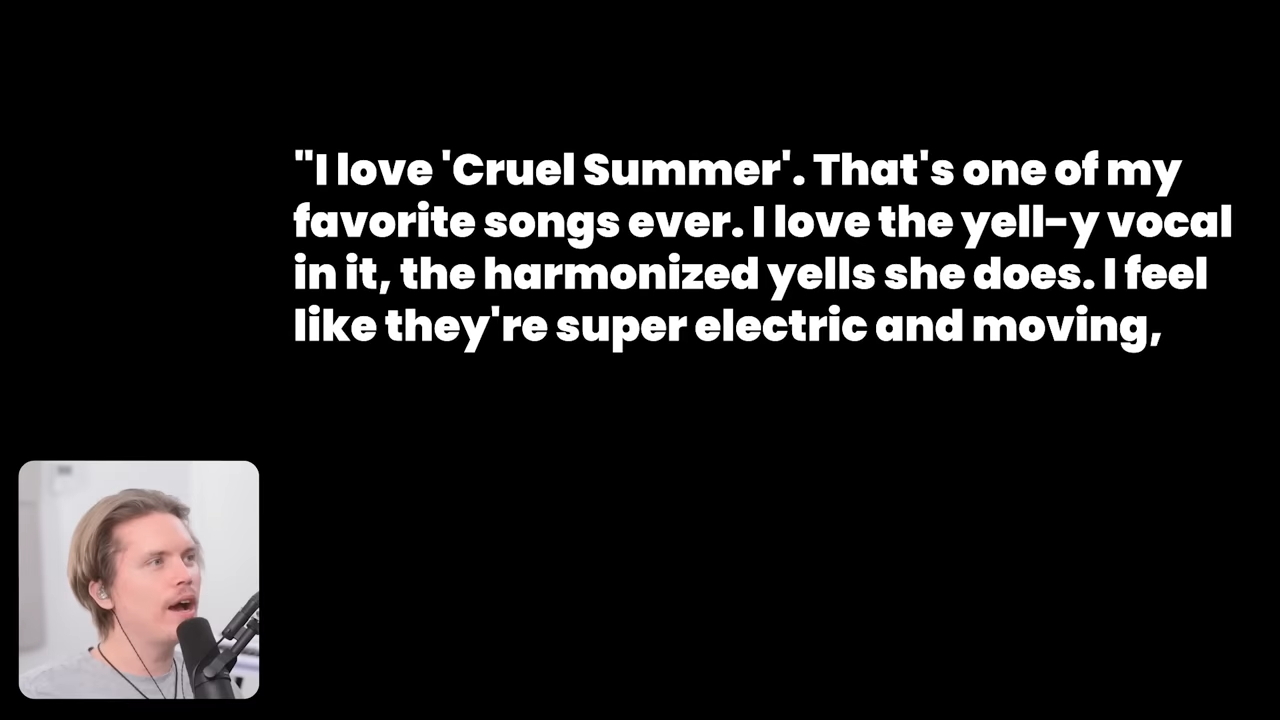 "I love 'Cruel Summer'. That's one of my
favorite songs ever. I love the yell-y vocal
in it, the harmonized yells she does. I feel
like they're super electric and moving,